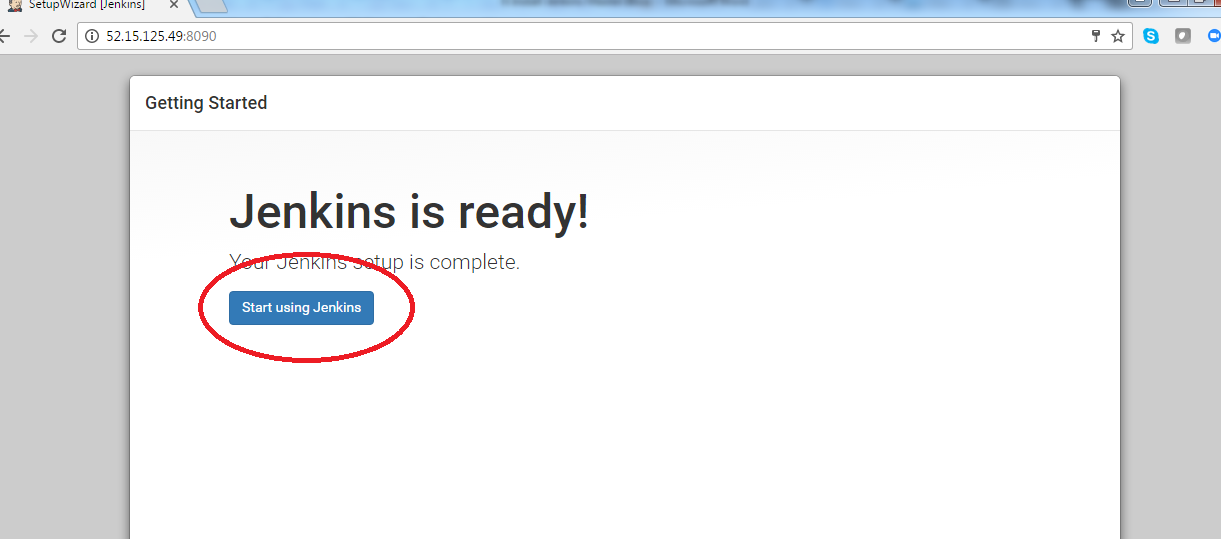 SetupWizard [Jenkins]
52.15.125.49:8090
Getting Started
Jenkins is ready!
Your Jenkins setup is complete.
Start using Jenkins